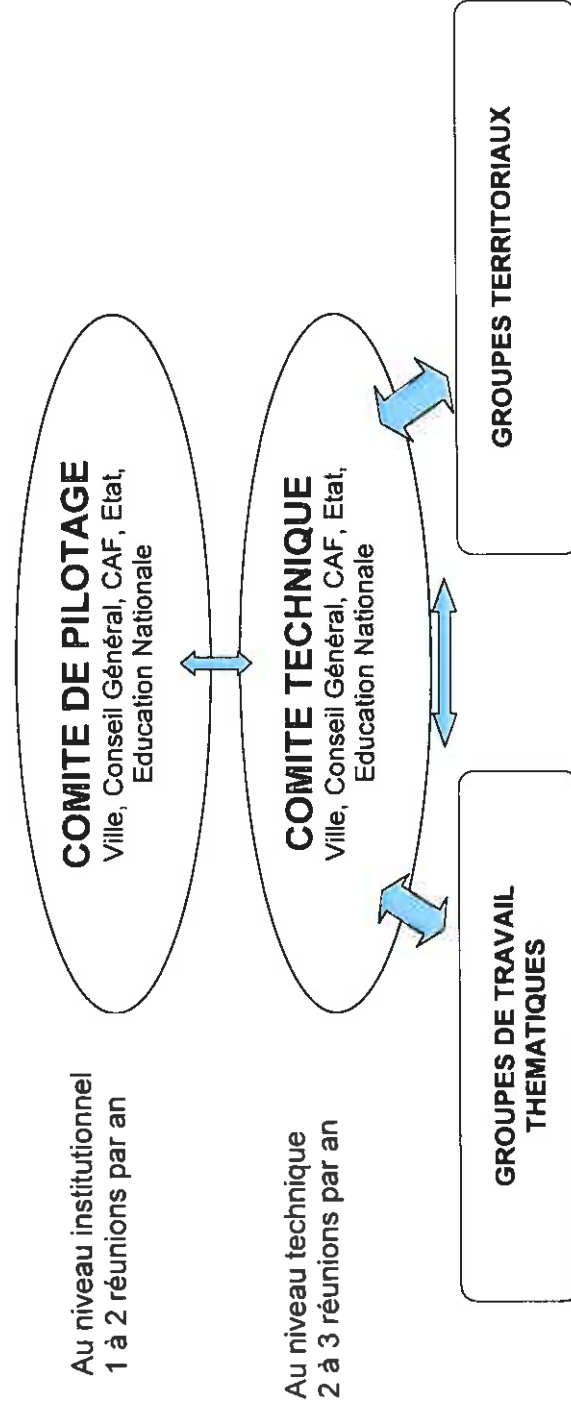 Au niveau institutionnel
1 à 2 réunions par an
COMITE DE PILOTAGE
Ville, Conseil Général, CAF, Etat,
Education Nationale
Au niveau technique
2 à 3 réunions par an
COMITE TECHNIQUE
Ville, Conseil Général, CAF, Etat,
Education Nationale
GROUPES DE TRAVAIL
THEMATIQUES
GROUPES TERRITORIAUX